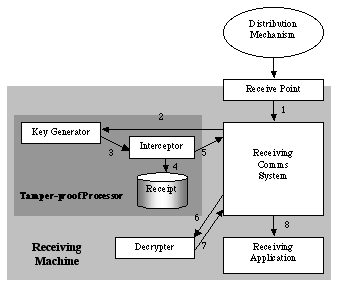 Distribution
Mechanism
Receive Point
1
2
Key Generator
3
Interceptor
4
5
Receiving
Comms
System
Receipt
Tamper-proof Processor
6
7
8
Receiving
Machine
Decrypter
Receiving
Application